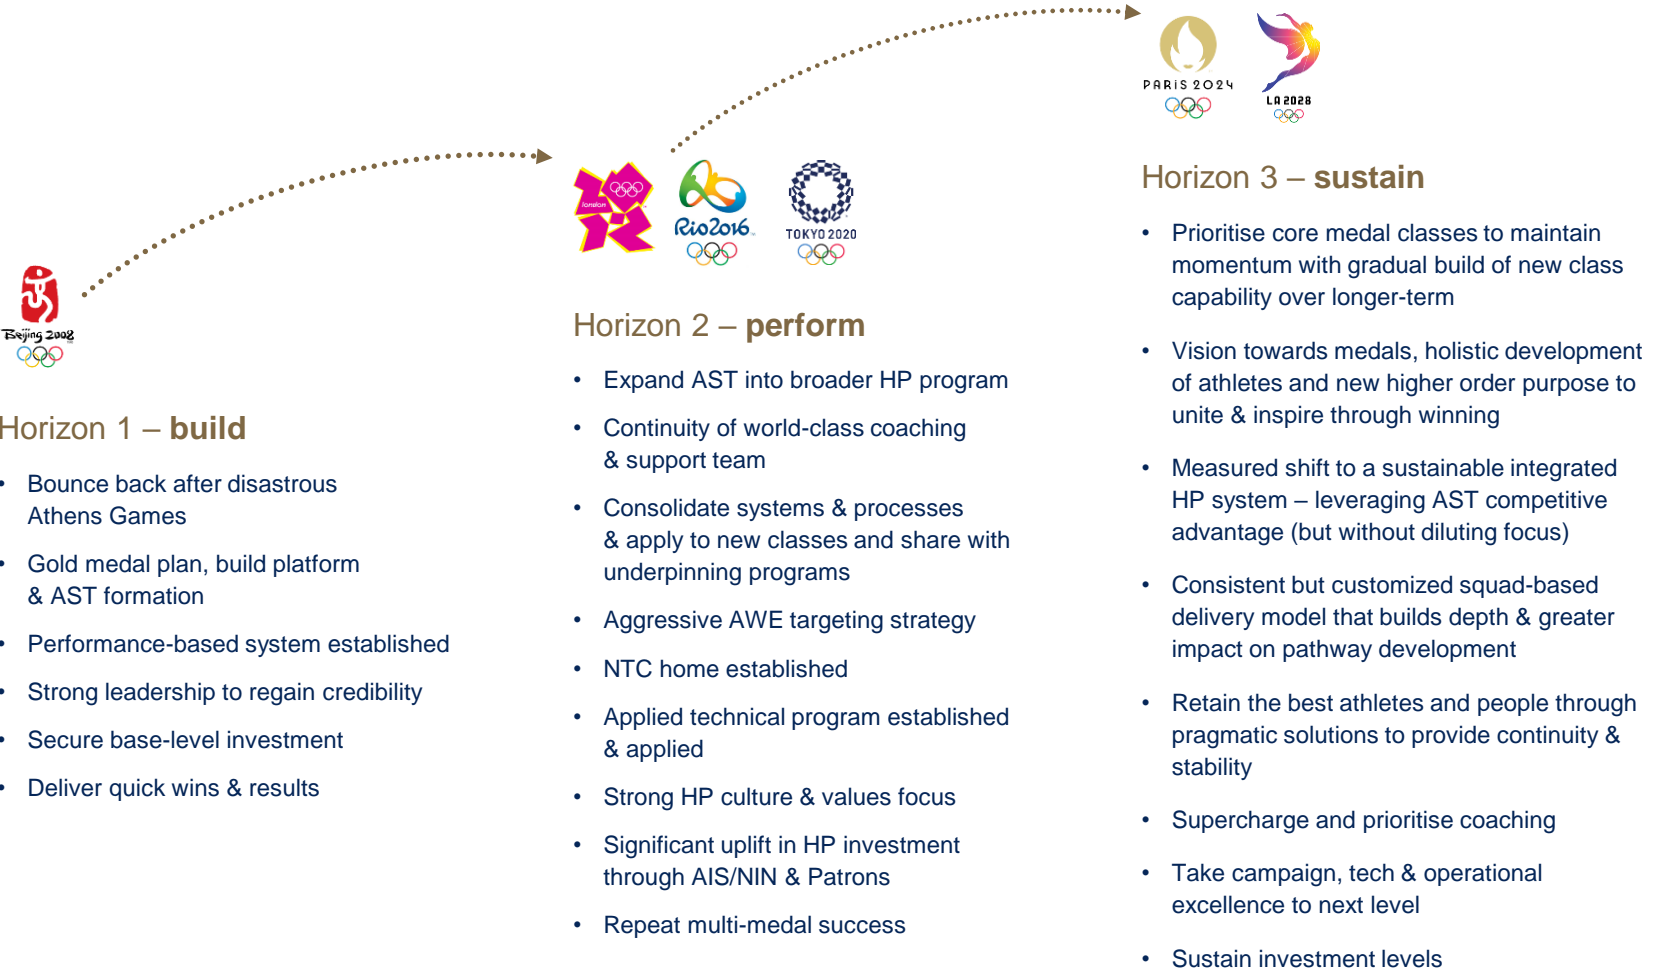 PARIS 2024
LA 2028
london
Rio2016
TOKYO 2020
Beijing 2008
Horizon 1 – build
• Bounce back after disastrous
Athens Games
• Gold medal plan, build platform
& AST formation
• Performance-based system established
• Strong leadership to regain credibility
• Secure base-level investment
• Deliver quick wins & results
Horizon 2 – perform
• Expand AST into broader HP program
• Continuity of world-class coaching
& support team
• Consolidate systems & processes
& apply to new classes and share with
underpinning programs
• Aggressive AWE targeting strategy
• NTC home established
• Applied technical program established
& applied
• Strong HP culture & values focus
• Significant uplift in HP investment
through AIS/NIN & Patrons
• Repeat multi-medal success
Horizon 3 – sustain
• Prioritise core medal classes to maintain
momentum with gradual build of new class
capability over longer-term
• Vision towards medals, holistic development
of athletes and new higher order purpose to
unite & inspire through winning
• Measured shift to a sustainable integrated
HP system – leveraging AST competitive
advantage (but without diluting focus)
• Consistent but customized squad-based
delivery model that builds depth & greater
impact on pathway development
• Retain the best athletes and people through
pragmatic solutions to provide continuity &
stability
• Supercharge and prioritise coaching
• Take campaign, tech & operational
excellence to next level
• Sustain investment levels